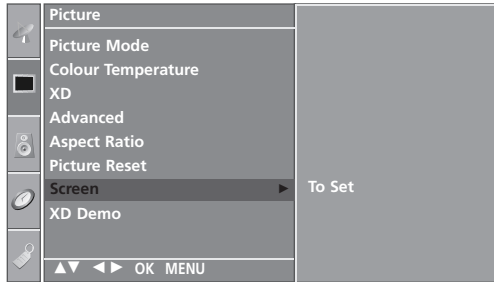 Picture
Picture Mode
Colour Temperature
XD
Advanced
Aspect Ratio
Picture Reset
Screen ► To Set
XD Demo
▲▼ ◄► OK MENU